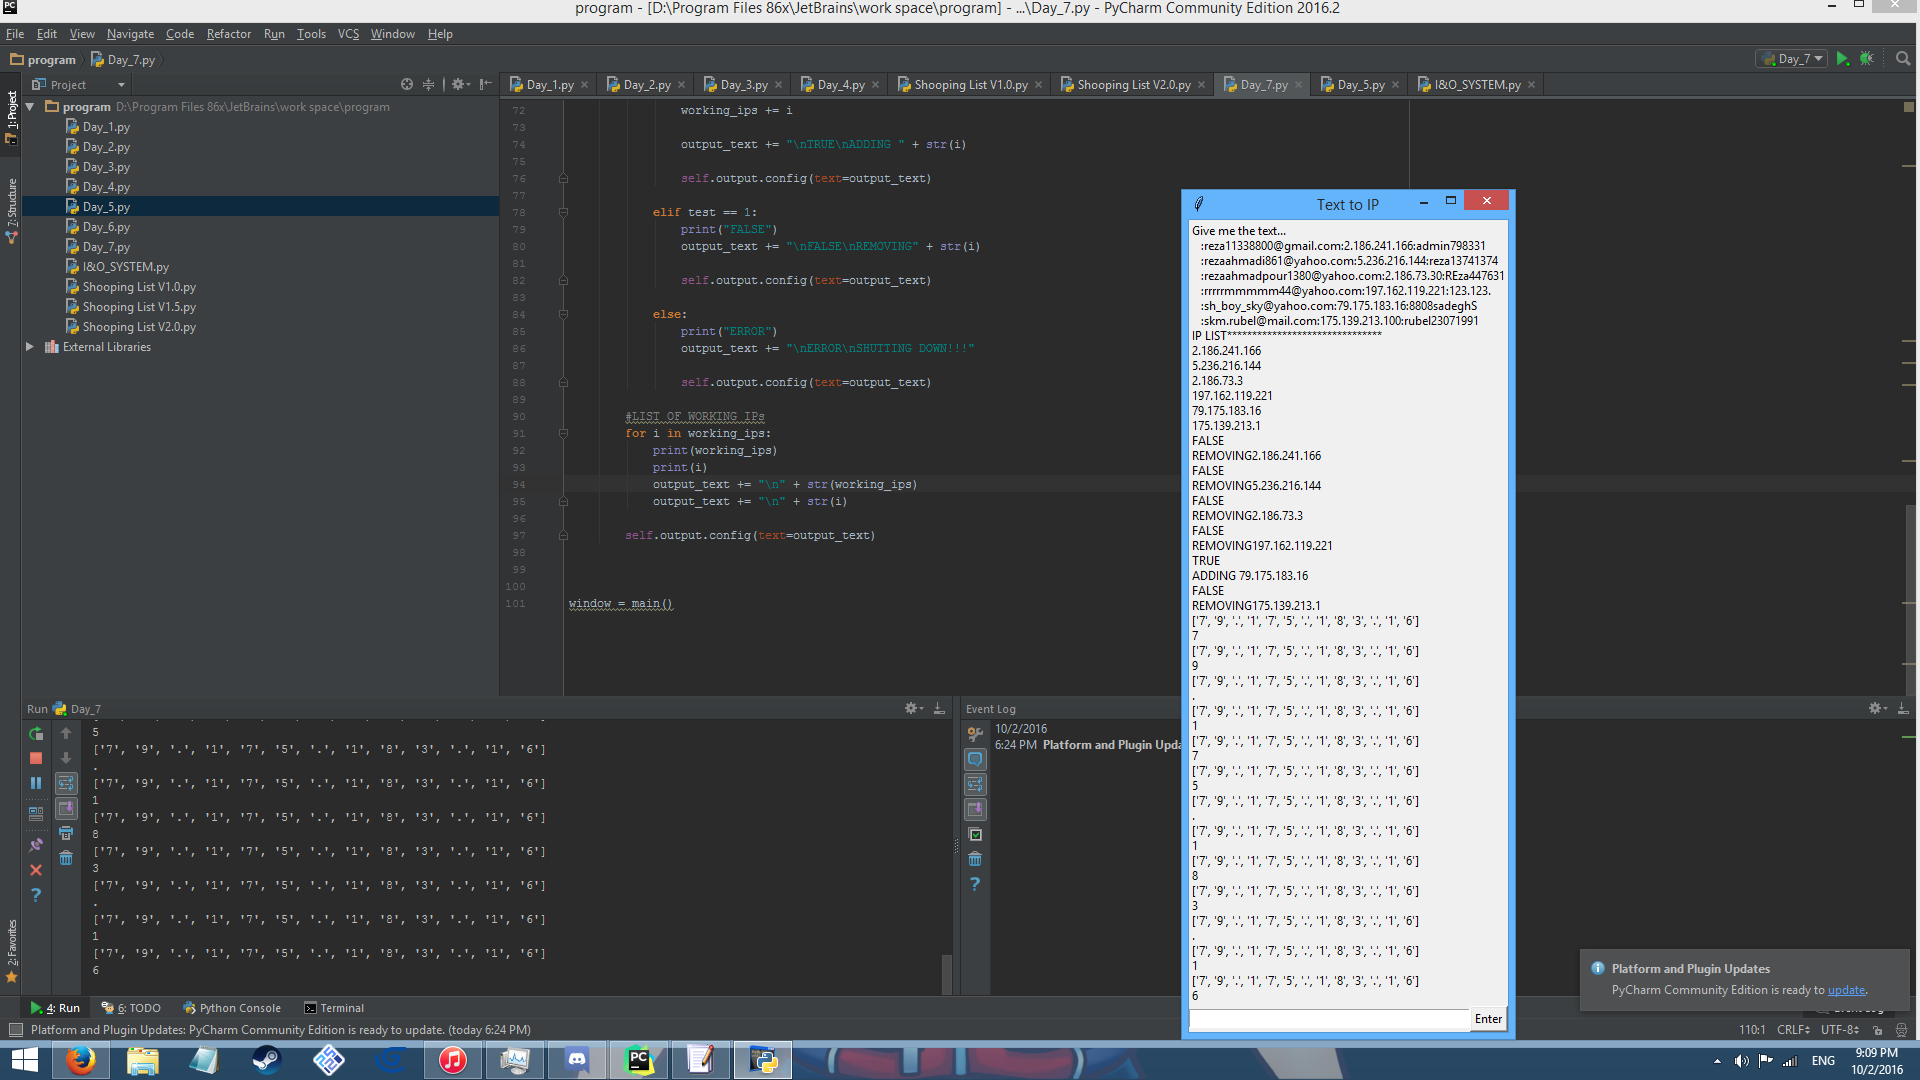 program - [D:\Program Files 86x\JetBrains\work space\program] - ...\Day_7.py - PyCharm Community Edition 2016.2
File Edit View Navigate Code Refactor Run Tools VCS Window Help
program Day_7.py
Day_7
Project
Day_1.py Day_2.py Day_3.py Day_4.py Shooping List V1.0.py Shooping List V2.0.py Day_7.py Day_5.py I&O_SYSTEM.py
1: Project
7: Structure
2: Favorites
program D:\Program Files 86x\JetBrains\work space\program
Day_1.py
Day_2.py
Day_3.py
Day_4.py
Day_5.py
Day_6.py
Day_7.py
I&O_SYSTEM.py
Shooping List V1.0.py
Shooping List V1.5.py
Shooping List V2.0.py
External Libraries
72 working_ips += i
73
74 output_text += "\nTRUE\nADDING " + str(i)
75
76 self.output.config(text=output_text)
77
78 elif test == 1:
79 print("FALSE")
80 output_text += "\nFALSE\nREMOVING" + str(i)
81
82 self.output.config(text=output_text)
83
84 else:
85 print("ERROR")
86 output_text += "\nERROR\nSHUTTING DOWN!!!"
87
88 self.output.config(text=output_text)
89
90 #LIST OF WORKING IPs
91 for i in working_ips:
92 print(working_ips)
93 print(i)
94 output_text += "\n" + str(working_ips)
95 output_text += "\n" + str(i)
96
97 self.output.config(text=output_text)
98
99
100
101 window = main()
Text to IP
Give me the text...
:reza11338800@gmail.com:2.186.241.166:admin798331
:rezaahmadi861@yahoo.com:5.236.216.144:reza13741374
:rezaahmadpour1380@yahoo.com:2.186.73.30:REza447631
:rrrrrmmmmm44@yahoo.com:197.162.119.221:123.123.
:sh_boy_sky@yahoo.com:79.175.183.16:8808sadeghS
:skm.rubel@mail.com:175.139.213.100:rubel23071991
IP LIST*******************************
2.186.241.166
5.236.216.144
2.186.73.3
197.162.119.221
79.175.183.16
175.139.213.1
FALSE
REMOVING2.186.241.166
FALSE
REMOVING5.236.216.144
FALSE
REMOVING2.186.73.3
FALSE
REMOVING197.162.119.221
TRUE
ADDING 79.175.183.16
FALSE
REMOVING175.139.213.1
['7', '9', '.', '1', '7', '5', '.', '1', '8', '3', '.', '1', '6']
7
['7', '9', '.', '1', '7', '5', '.', '1', '8', '3', '.', '1', '6']
9
['7', '9', '.', '1', '7', '5', '.', '1', '8', '3', '.', '1', '6']
.
['7', '9', '.', '1', '7', '5', '.', '1', '8', '3', '.', '1', '6']
1
['7', '9', '.', '1', '7', '5', '.', '1', '8', '3', '.', '1', '6']
7
['7', '9', '.', '1', '7', '5', '.', '1', '8', '3', '.', '1', '6']
5
['7', '9', '.', '1', '7', '5', '.', '1', '8', '3', '.', '1', '6']
.
['7', '9', '.', '1', '7', '5', '.', '1', '8', '3', '.', '1', '6']
1
['7', '9', '.', '1', '7', '5', '.', '1', '8', '3', '.', '1', '6']
8
['7', '9', '.', '1', '7', '5', '.', '1', '8', '3', '.', '1', '6']
3
['7', '9', '.', '1', '7', '5', '.', '1', '8', '3', '.', '1', '6']
.
['7', '9', '.', '1', '7', '5', '.', '1', '8', '3', '.', '1', '6']
1
['7', '9', '.', '1', '7', '5', '.', '1', '8', '3', '.', '1', '6']
6
Enter
Run Day_7
5
['7', '9', '.', '1', '7', '5', '.', '1', '8', '3', '.', '1', '6']
.
['7', '9', '.', '1', '7', '5', '.', '1', '8', '3', '.', '1', '6']
1
['7', '9', '.', '1', '7', '5', '.', '1', '8', '3', '.', '1', '6']
8
['7', '9', '.', '1', '7', '5', '.', '1', '8', '3', '.', '1', '6']
3
['7', '9', '.', '1', '7', '5', '.', '1', '8', '3', '.', '1', '6']
.
['7', '9', '.', '1', '7', '5', '.', '1', '8', '3', '.', '1', '6']
1
['7', '9', '.', '1', '7', '5', '.', '1', '8', '3', '.', '1', '6']
6
Event Log
10/2/2016
6:24 PM Platform and Plugin Upda
Platform and Plugin Updates
PyCharm Community Edition is ready to update.
4: Run 6: TODO Python Console Terminal
Event Log
Platform and Plugin Updates: PyCharm Community Edition is ready to update. (today 6:24 PM)
110:1 CRLF UTF-8
PC
ENG
9:09 PM
10/2/2016